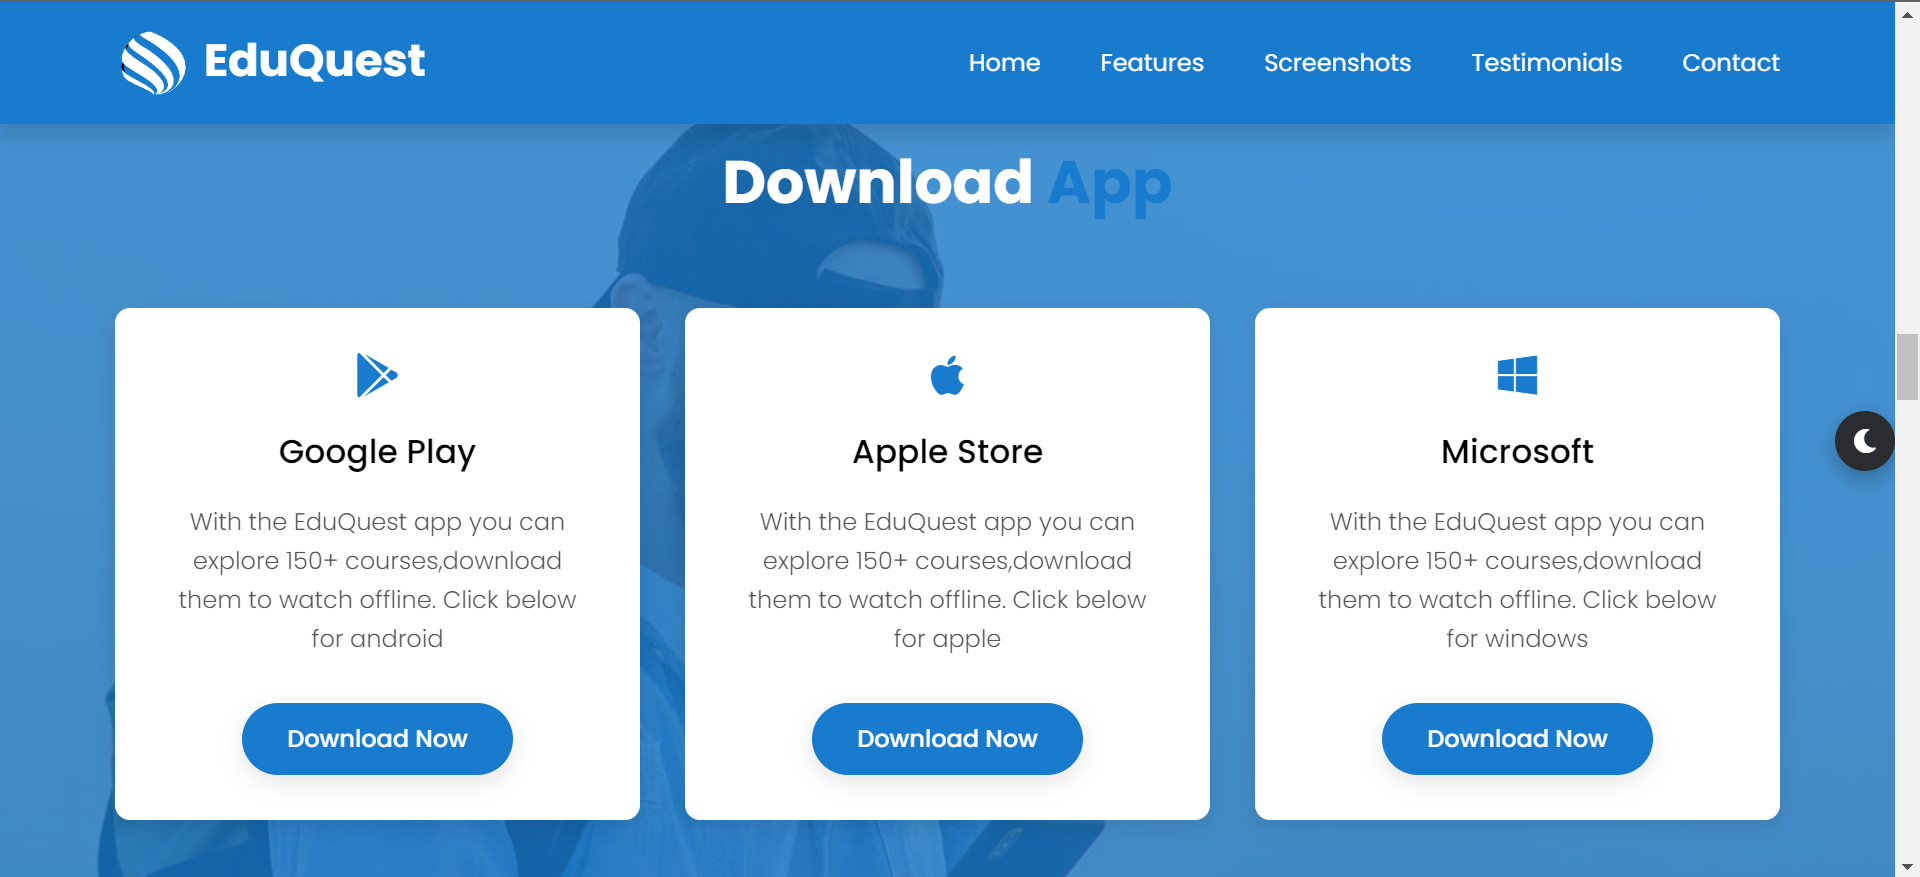 EduQuest
Home Features Screenshots Testimonials Contact
Download App
Google Play
With the EduQuest app you can
explore 150+ courses,download
them to watch offline. Click below
for android
Download Now
Apple Store
With the EduQuest app you can
explore 150+ courses,download
them to watch offline. Click below
for apple
Download Now
Microsoft
With the EduQuest app you can
explore 150+ courses,download
them to watch offline. Click below
for windows
Download Now